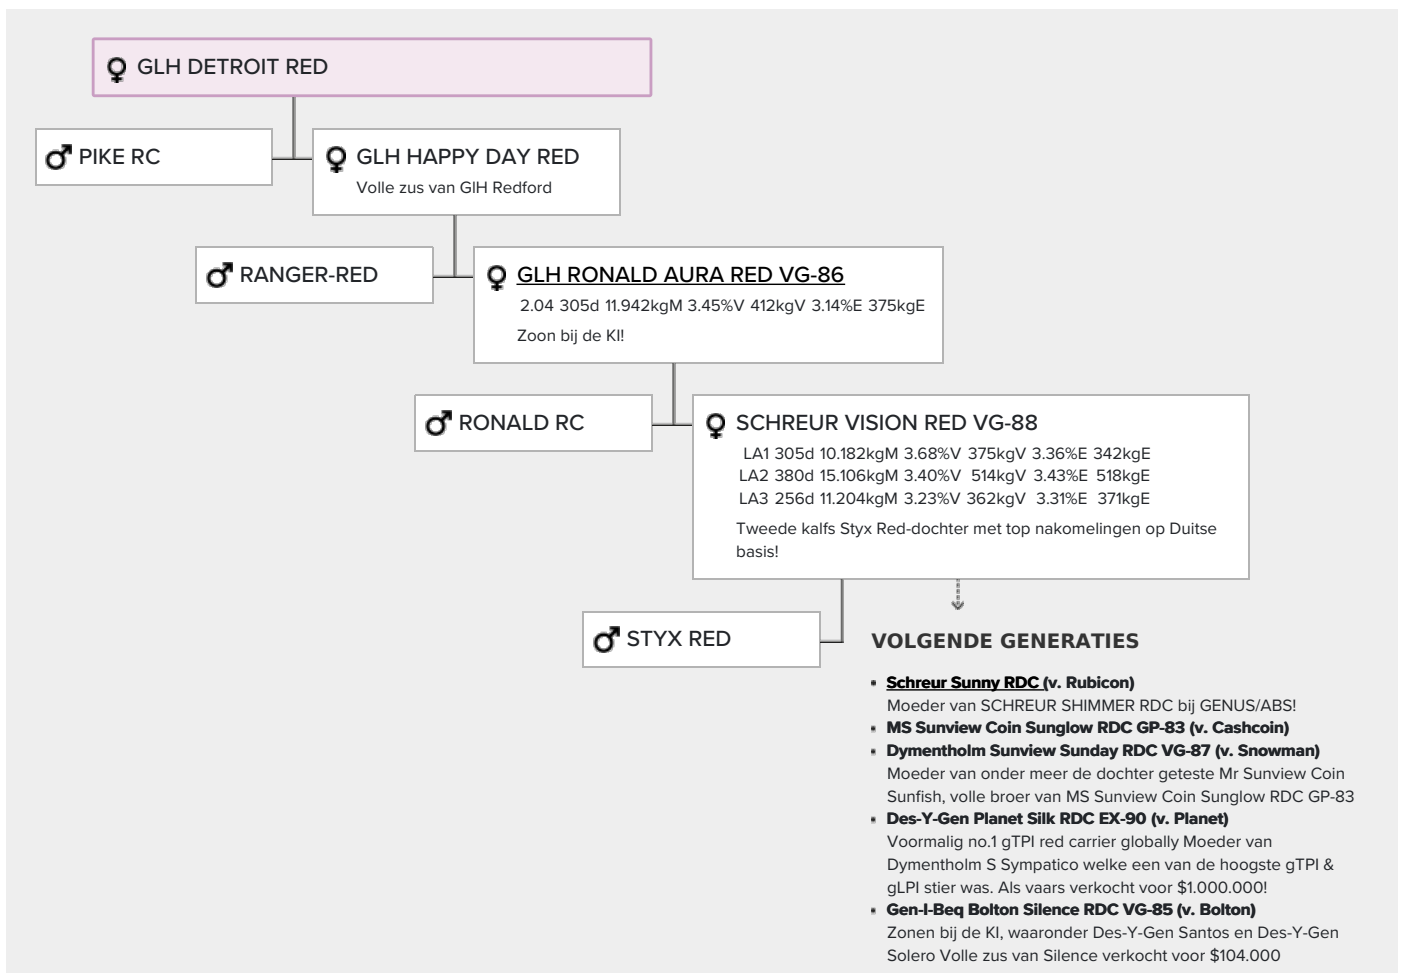 GLH DETROIT RED
PIKE RC
GLH HAPPY DAY RED
Volle zus van GlH Redford
RANGER-RED
GLH RONALD AURA RED VG-86
2.04 305d 11.942kgM 3.45%V 412kgV 3.14%E 375kgE
Zoon bij de KI!
RONALD RC
SCHREUR VISION RED VG-88
LA1 305d 10.182kgM 3.68%V 375kgV 3.36%E 342kgE
LA2 380d 15.106kgM 3.40%V 514kgV 3.43%E 518kgE
LA3 256d 11.204kgM 3.23%V 362kgV 3.31%E 371kgE
Tweede kalfs Styx Red-dochter met top nakomelingen op Duitse
basis!
STYX RED
VOLGENDE GENERATIES
Schreur Sunny RDC (v. Rubicon)
Moeder van SCHREUR SHIMMER RDC bij GENUS/ABS!
MS Sunview Coin Sunglow RDC GP-83 (v. Cashcoin)
Dymentholm Sunview Sunday RDC VG-87 (v. Snowman)
Moeder van onder meer de dochter geteste Mr Sunview Coin
Sunfish, volle broer van MS Sunview Coin Sunglow RDC GP-83
Des-Y-Gen Planet Silk RDC EX-90 (v. Planet)
Voormalig no.1 gTPI red carrier globally Moeder van
Dymentholm S Sympatico welke een van de hoogste gTPI &
gLPI stier was. Als vaars verkocht voor $1.000.000!
Gen-I-Beq Bolton Silence RDC VG-85 (v. Bolton)
Zonen bij de KI, waaronder Des-Y-Gen Santos en Des-Y-Gen
Solero Volle zus van Silence verkocht voor $104.000